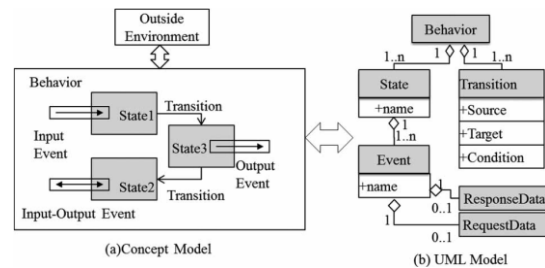 Outside
Environment
Behavior
State1
Transition
Input
Event
State3
Output
Event
State2
Transition
Input-Output Event
(a)Concept Model
Behavior
1
1
1..n
1..n
State
+name
Transition
+Source
+Target
+Condition
1
1..n
Event
+name
1
0..1
ResponseData
1
0..1
RequestData
(b) UML Model